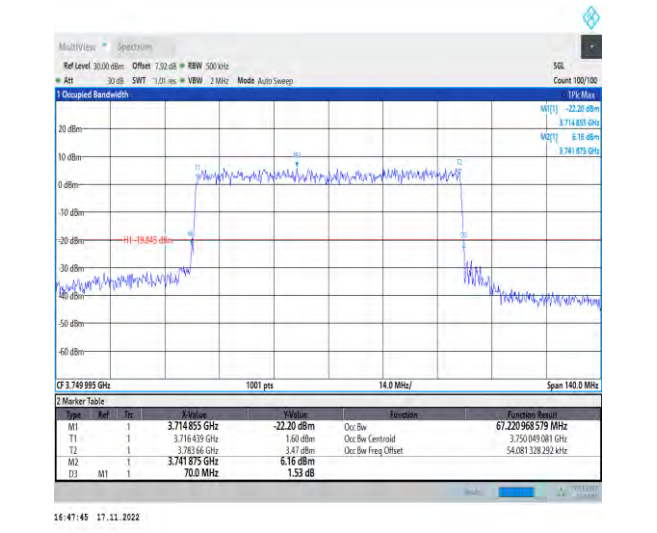 MultiView Spectrum
Ref Level 30.00 dBm Offset 7.92 dB RBW 500 kHz SGL
Att 30 dB SWT 1.01 ms VBW 2 MHz Mode Auto Sweep Count 100/100
1 Occupied Bandwidth 1Pk Max
M1[1] -22.20 dBm
3.714 855 GHz
20 dBm M2[1] 6.16 dBm
3.741 875 GHz
10 dBm
T1 M2 T2
0 dBm
-10 dBm
-20 dBm H1 -19.845 dBm M1 D3
-30 dBm
-40 dBm
-50 dBm
-60 dBm
CF 3.749 995 GHz 1001 pts 14.0 MHz/ Span 140.0 MHz
2 Marker Table
Type Ref Trc X-Value Y-Value Function Function Result
M1 1 3.714 855 GHz -22.20 dBm Occ Bw 67.220 968 579 MHz
T1 1 3.716 439 GHz 1.60 dBm Occ Bw Centroid 3.750 049 081 GHz
T2 1 3.783 66 GHz 3.47 dBm Occ Bw Freq Offset 54.081 328 292 kHz
M2 1 3.741 875 GHz 6.16 dBm
D3 M1 1 70.0 MHz 1.53 dB
16:47:45 17.11.2022